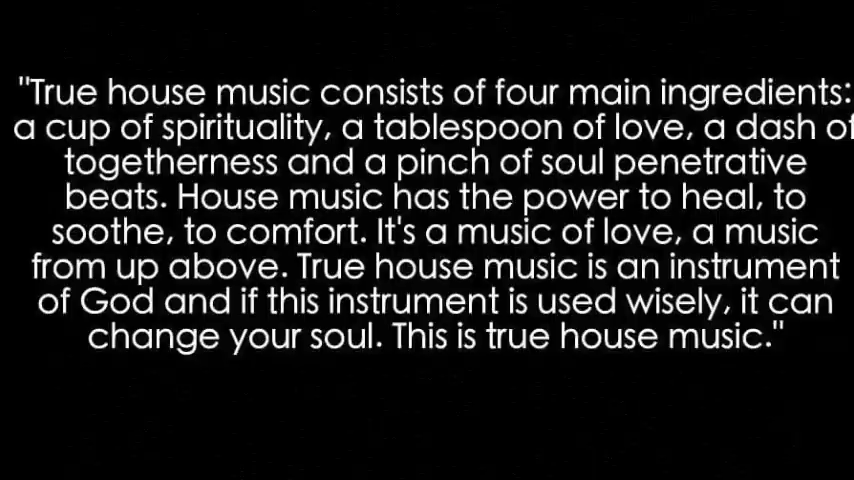 "True house music consists of four main ingredients:
a cup of spirituality, a tablespoon of love, a dash of
togetherness and a pinch of soul penetrative
beats. House music has the power to heal, to
soothe, to comfort. It's a music of love, a music
from up above. True house music is an instrument
of God and if this instrument is used wisely, it can
change your soul. This is true house music."